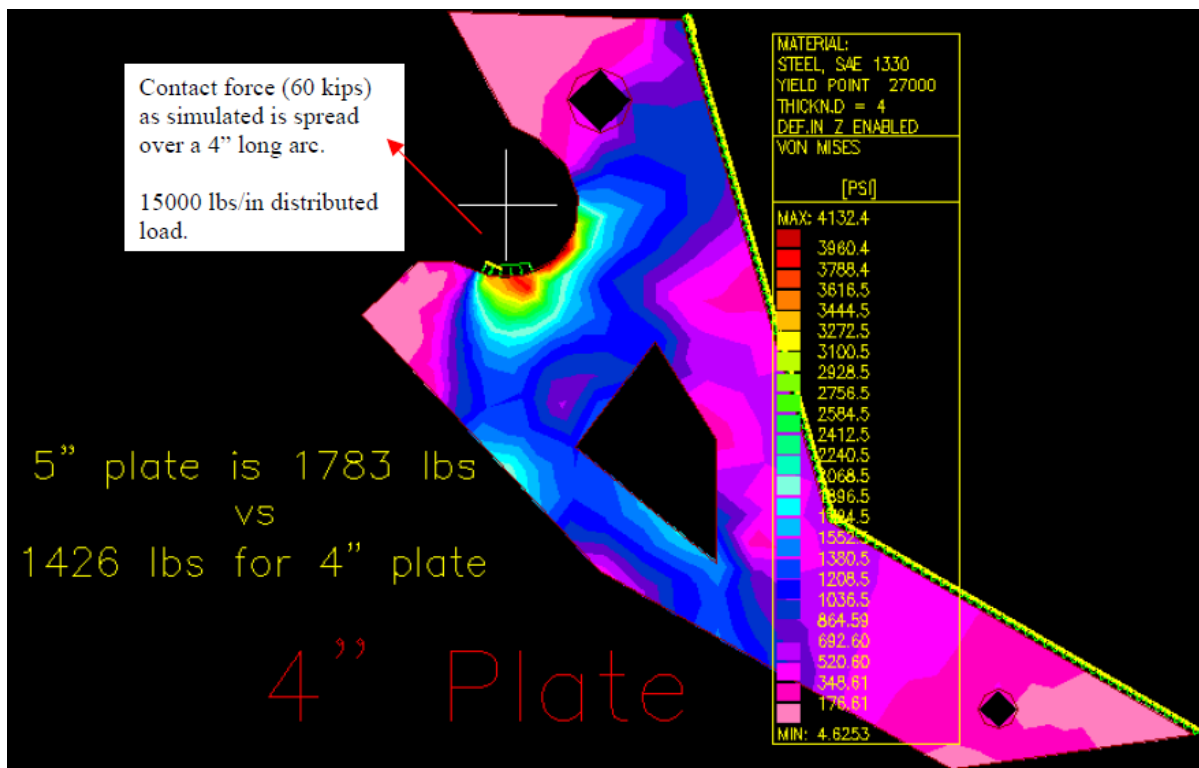 Contact force (60 kips)
as simulated is spread
over a 4” long arc.
15000 lbs/in distributed
load.
5” plate is 1783 lbs
vs
1426 lbs for 4” plate
4” Plate
MATERIAL:
STEEL, SAE 1330
YIELD POINT 27000
THICKN.D = 4
DEF.IN Z ENABLED
VON MISES
[PSI]
MAX: 4132.4
3960.4
3788.4
3616.5
3444.5
3272.5
3100.5
2928.5
2756.5
2584.5
2412.5
2240.5
2068.5
1896.5
1724.5
1552.5
1380.5
1208.5
1036.5
864.59
692.60
520.60
348.61
176.61
MIN: 4.6253